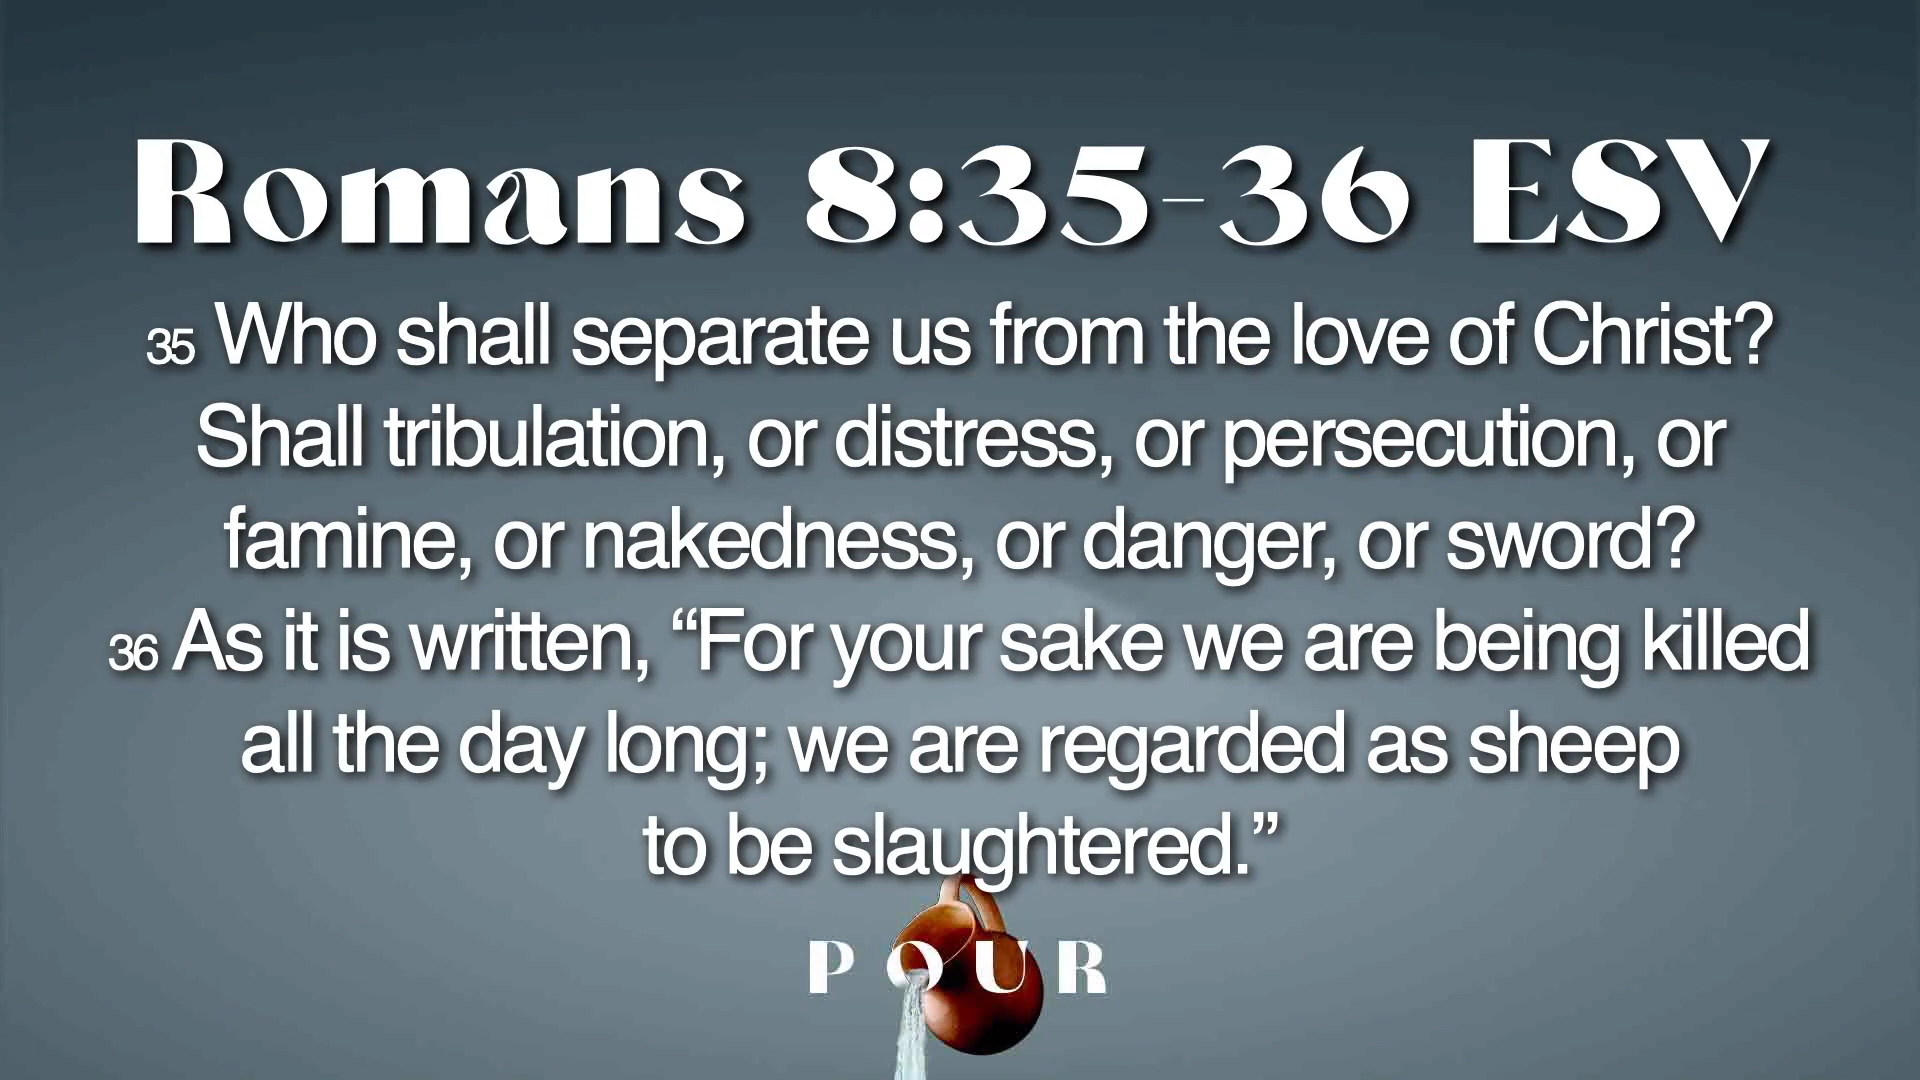 Romans 8:35-36 ESV
35 Who shall separate us from the love of Christ?
Shall tribulation, or distress, or persecution, or
famine, or nakedness, or danger, or sword?
36 As it is written, “For your sake we are being killed
all the day long; we are regarded as sheep
to be slaughtered.”
POUR